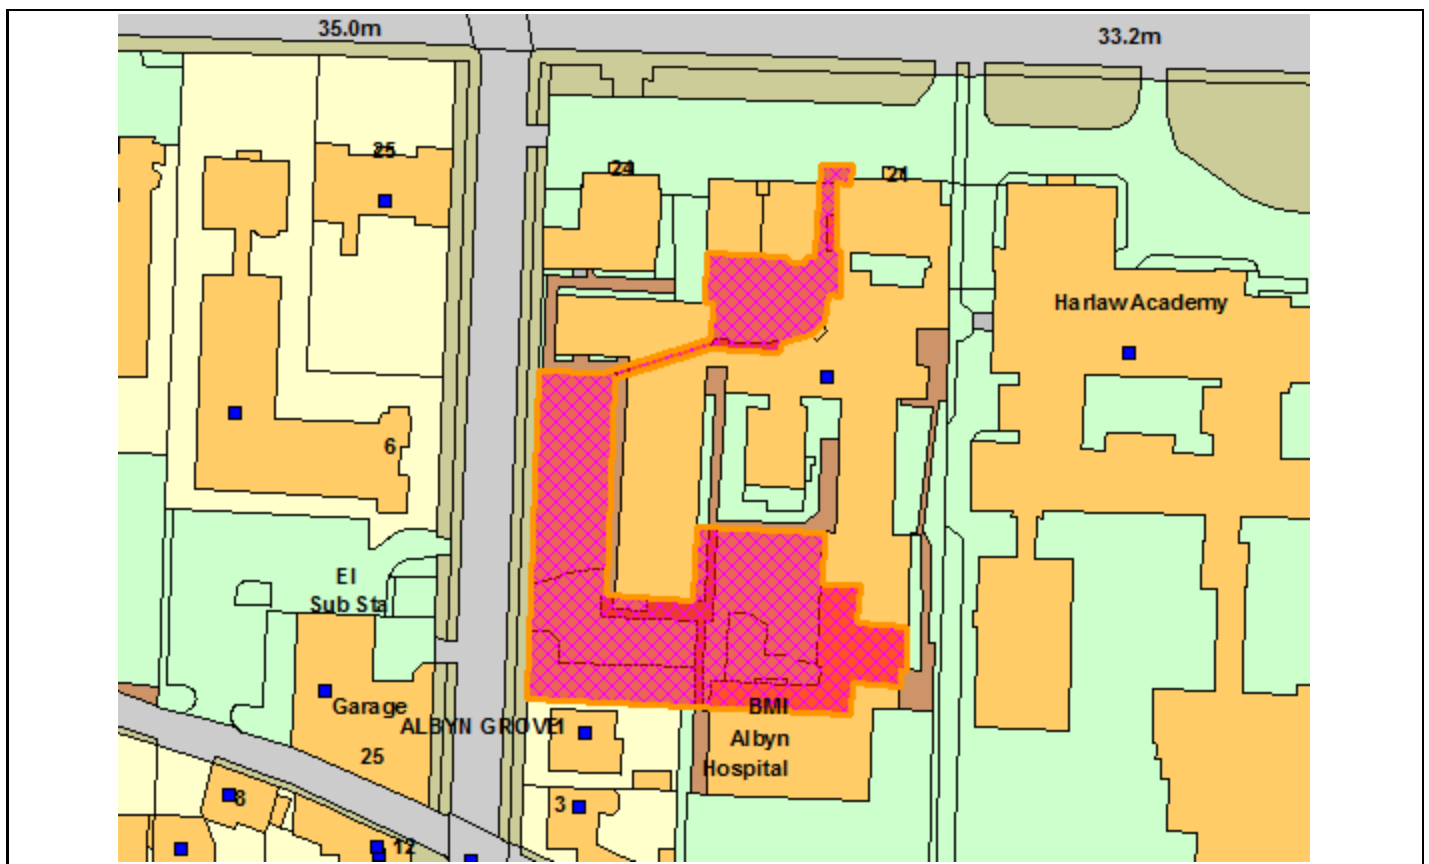 35.0m
33.2m
25
24
21
Harlaw Academy
6
El
Sub Sta
Garage
ALBYN GROVE
1
BMI
Albyn
Hospital
25
8
3
12